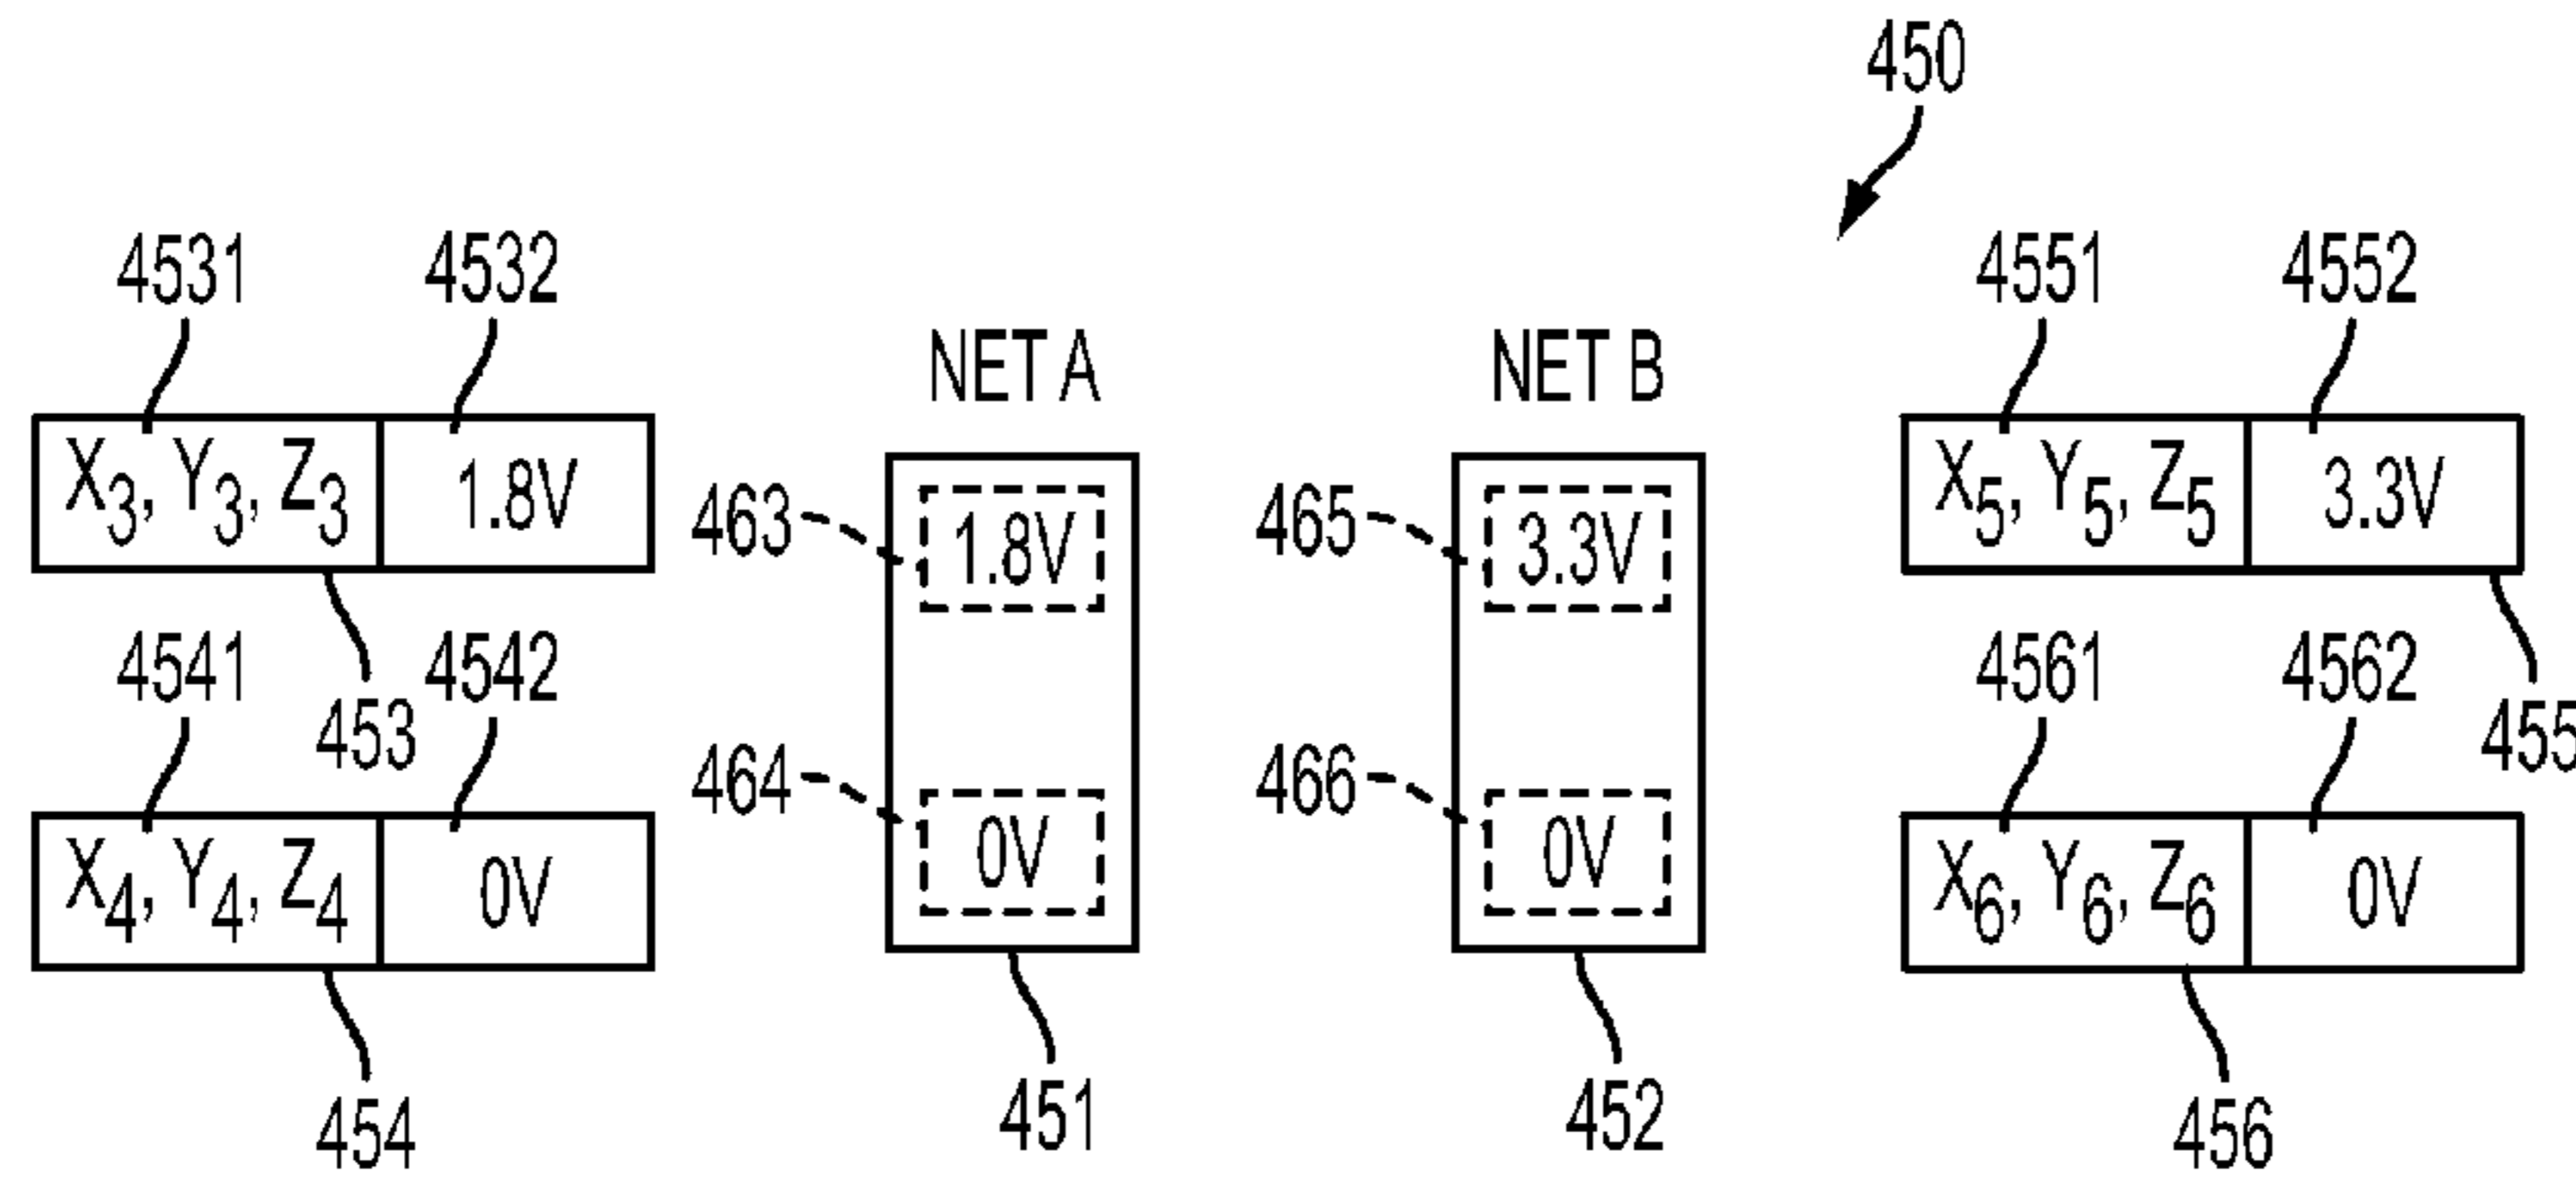 450
4531 4532 4551 4552
NET A NET B
X3, Y3, Z3 1.8V X5, Y5, Z5 3.3V
463 1.8V 465 3.3V
4541 4542 4561 4562
453 455
464 0V 466 0V
X4, Y4, Z4 0V X6, Y6, Z6 0V
451 452
454 456